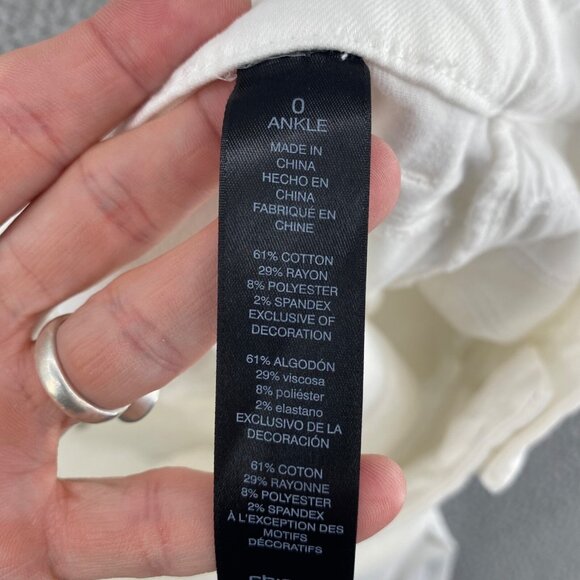 0
ANKLE
MADE IN
CHINA
HECHO EN
CHINA
FABRIQUÉ EN
CHINE
61% COTTON
29% RAYON
8% POLYESTER
2% SPANDEX
EXCLUSIVE OF
DECORATION
61% ALGODÓN
29% viscosa
8% poliéster
2% elastano
EXCLUSIVO DE LA
DECORACIÓN
61% COTON
29% RAYONNE
8% POLYESTER
2% SPANDEX
À L'EXCEPTION DES
MOTIFS
DÉCORATIFS